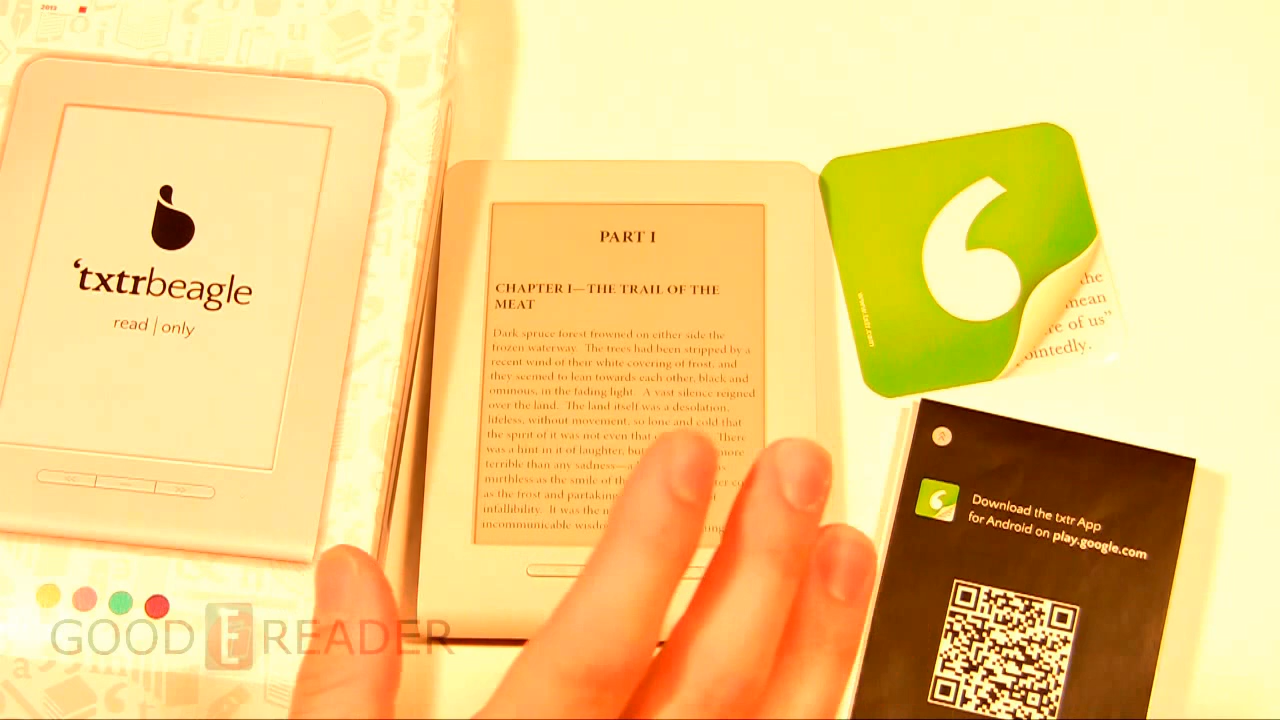 2013
'txtrbeagle
read | only
<< >>
PART I
CHAPTER I—THE TRAIL OF THE
MEAT
Dark spruce forest frowned on either side the
frozen waterway. The trees had been stripped by a
recent wind of their white covering of frost, and
they seemed to lean towards each other, black and
ominous, in the fading light. A vast silence reigned
over the land. The land itself was a desolation,
lifeless, without movement, so lone and cold that
the spirit of it was not even that There
was a hint in it of laughter, but more
terrible than any sadness—a
mirthless as the smile of the
as the frost and partaking
infallibility. It was the
incommunicable
the
mean
re of us”
ointedly.
Download the txtr App
for Android on play.google.com
GOOD E READER